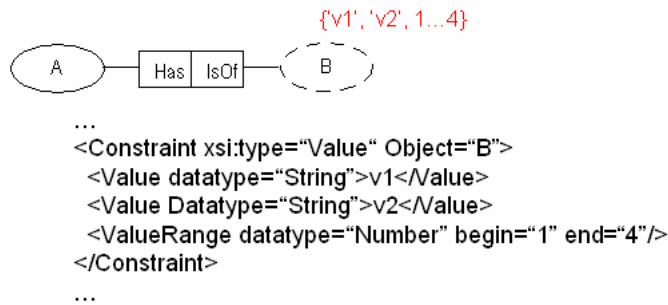 {'v1', 'v2', 1...4}
A Has IsOf B
...
<Constraint xsi:type=“Value“ Object=“B”>
<Value datatype=“String”>v1</Value>
<Value Datatype=“String”>v2</Value>
<ValueRange datatype=“Number” begin=“1” end=“4”/>
</Constraint>
...